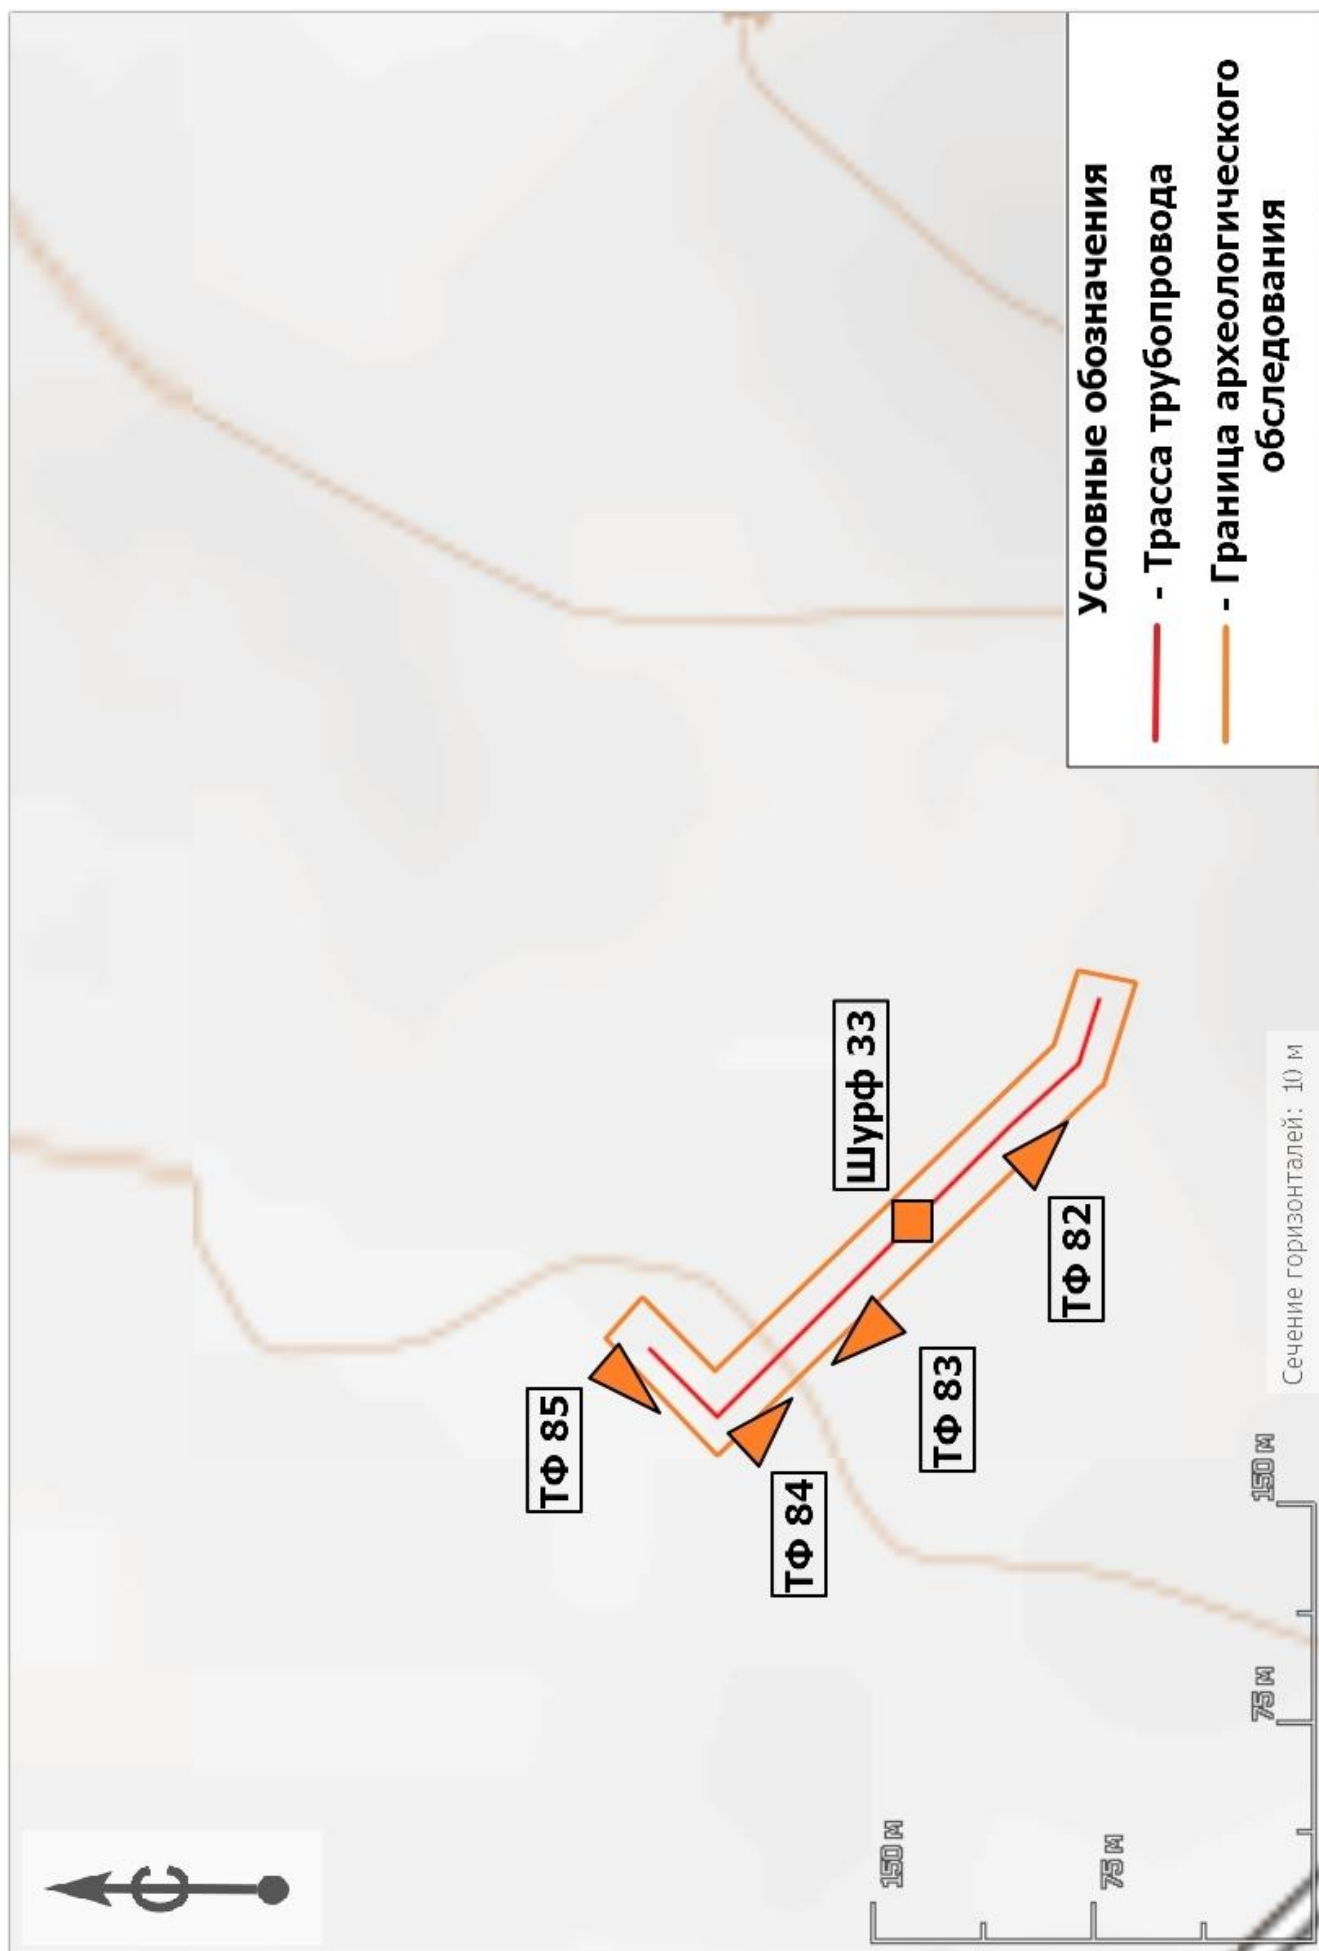 С
ТФ 85
ТФ 84
Шурф 33
ТФ 83
ТФ 82
150 м
75 м
75 м
150 м
Сечение горизонталей: 10 м
Условные обозначения
- Трасса трубопровода
- Граница археологического
обследования